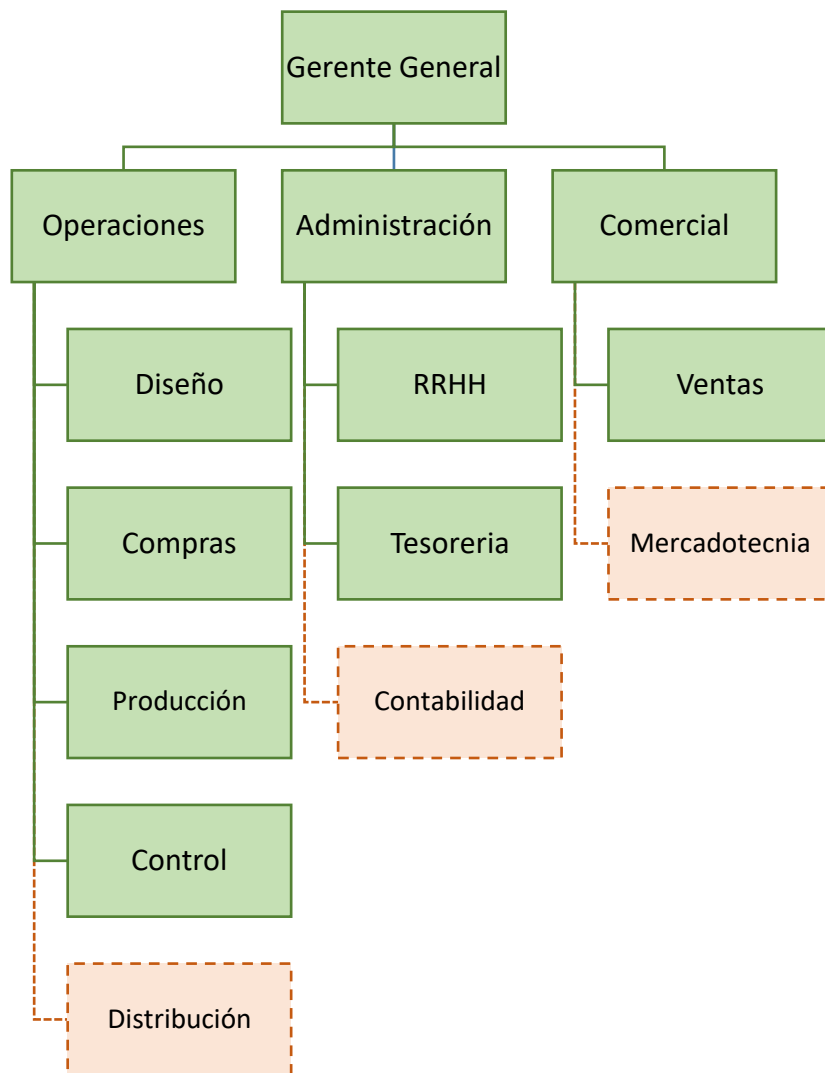 Gerente General
Operaciones
Administración
Comercial
Diseño
RRHH
Ventas
Compras
Tesoreria
Mercadotecnia
Producción
Contabilidad
Control
Distribución